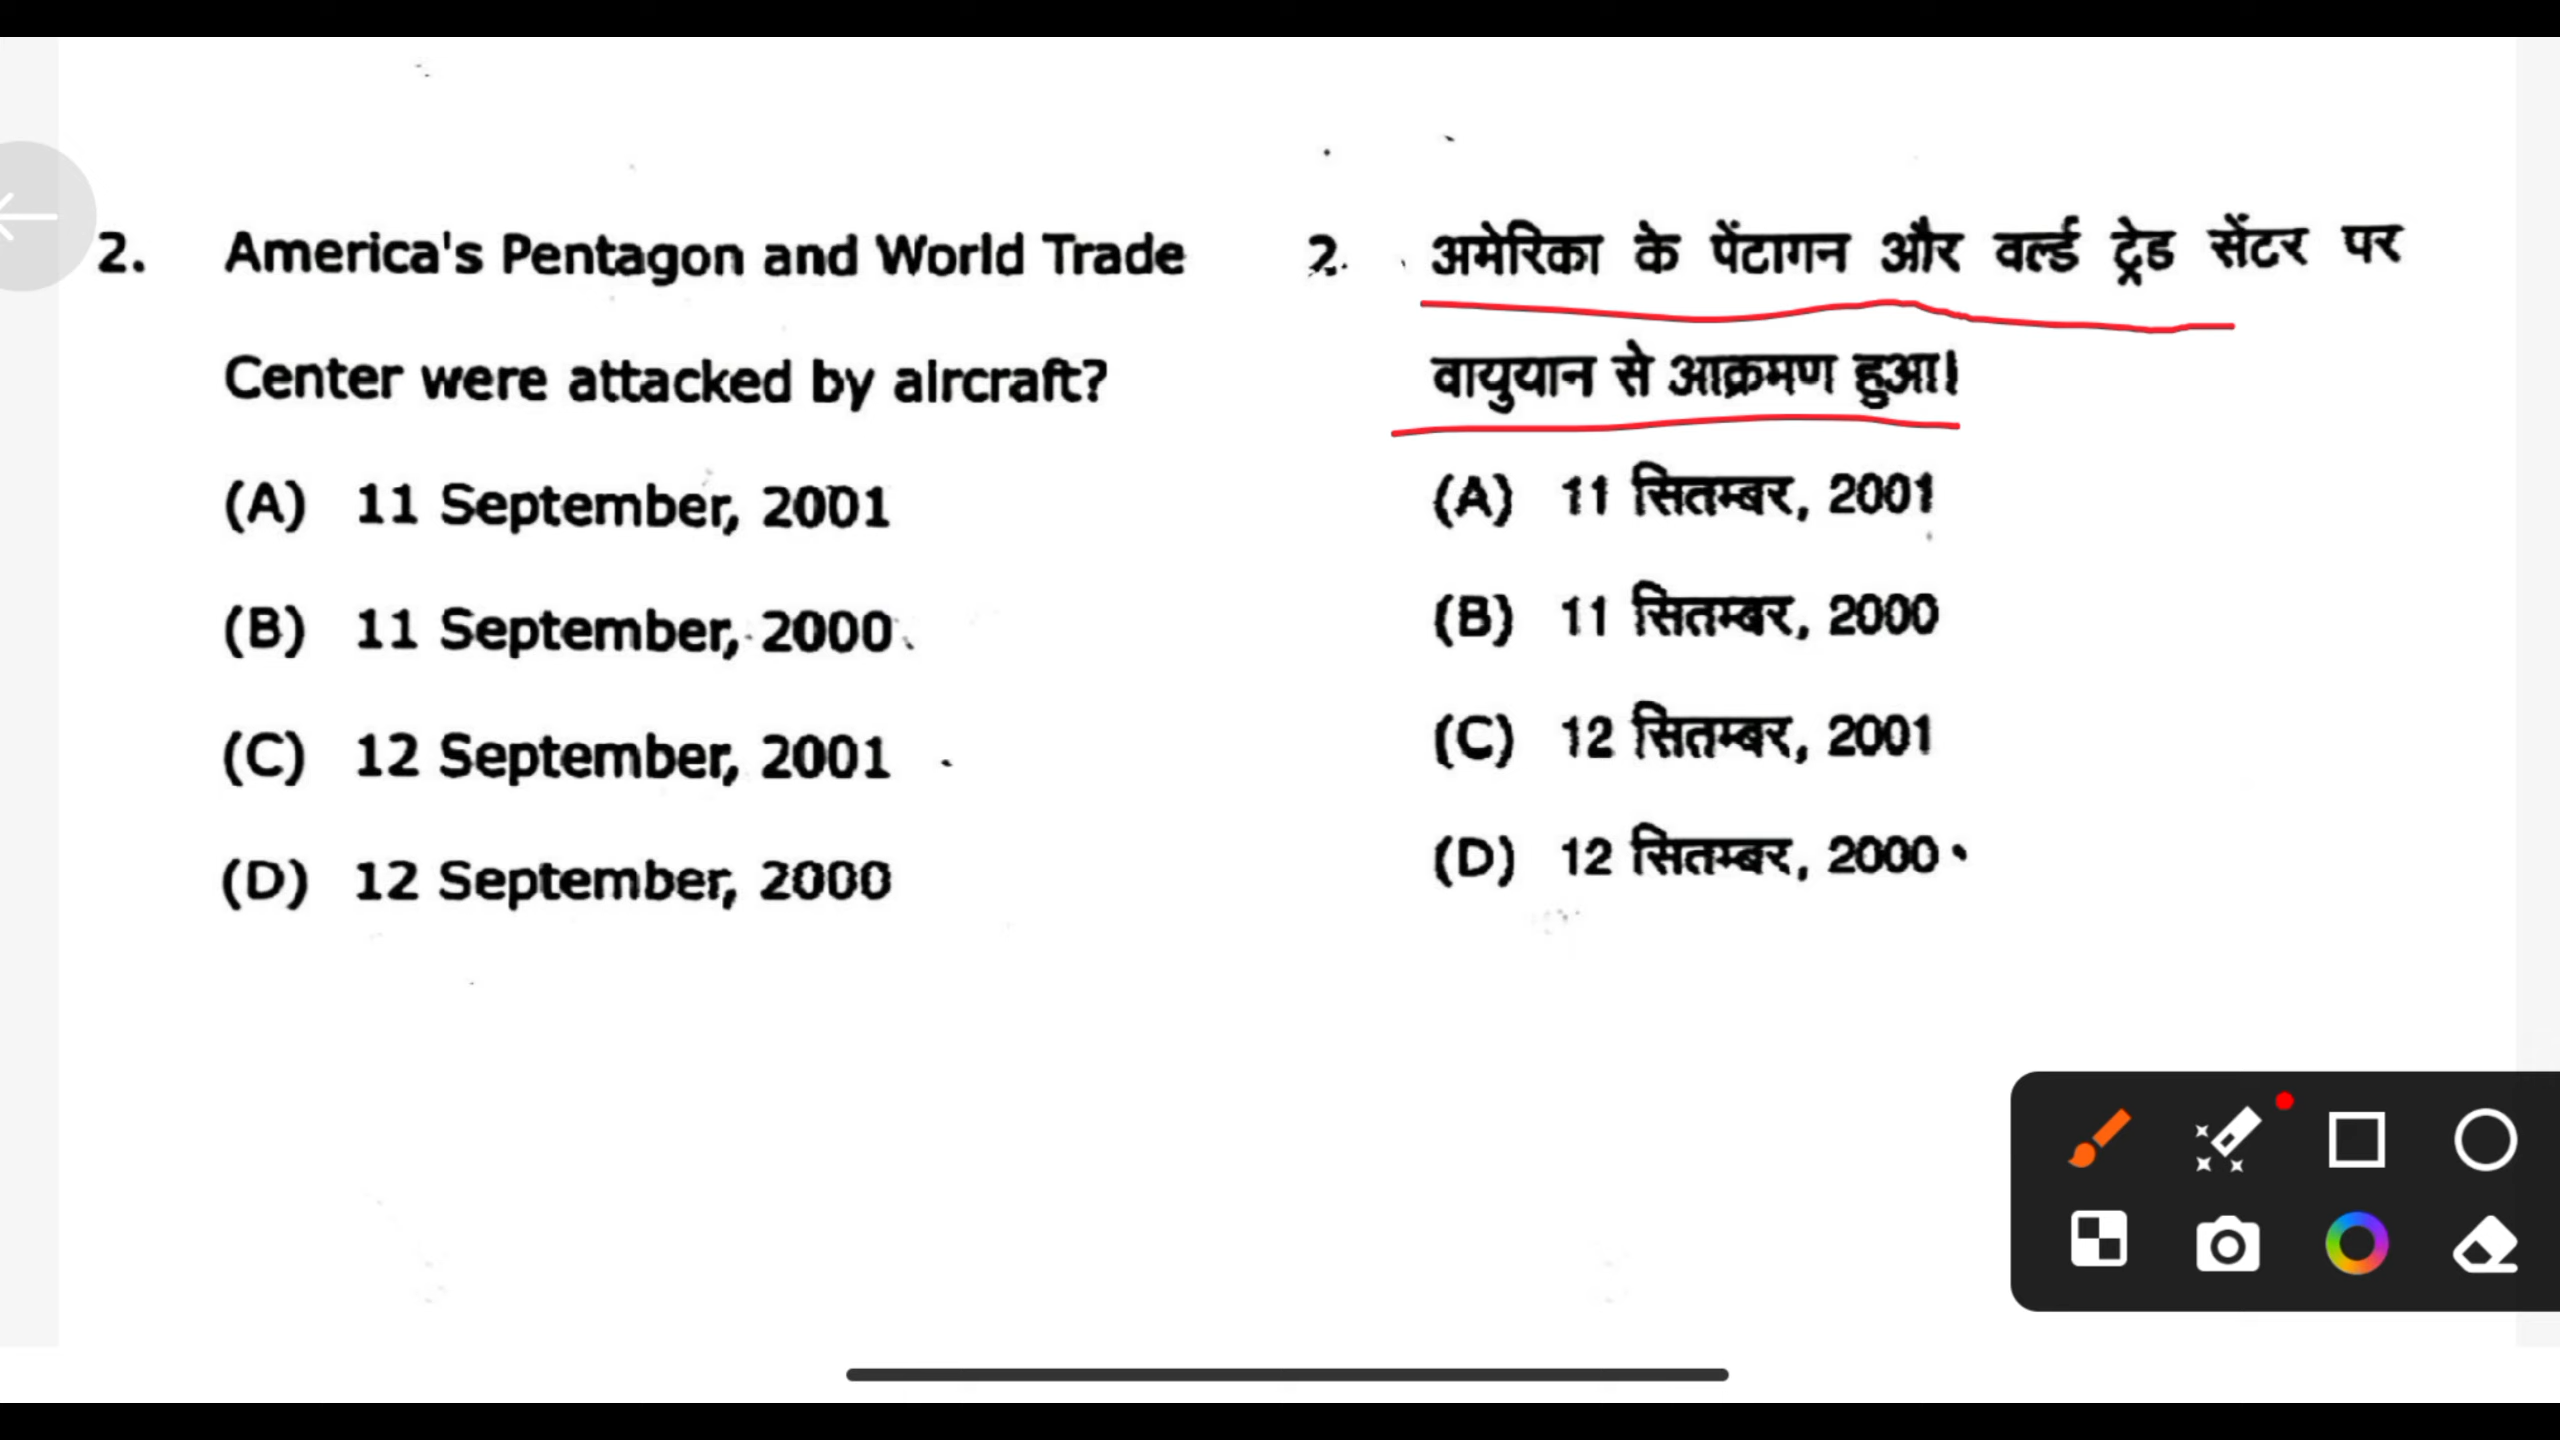 2. America's Pentagon and World Trade
Center were attacked by aircraft?
(A) 11 September, 2001
(B) 11 September, 2000
(C) 12 September, 2001
(D) 12 September, 2000
2. अमेरिका के पेंटागन और वर्ल्ड ट्रेड सेंटर पर
वायुयान से आक्रमण हुआ।
(A) 11 सितम्बर, 2001
(B) 11 सितम्बर, 2000
(C) 12 सितम्बर, 2001
(D) 12 सितम्बर, 2000